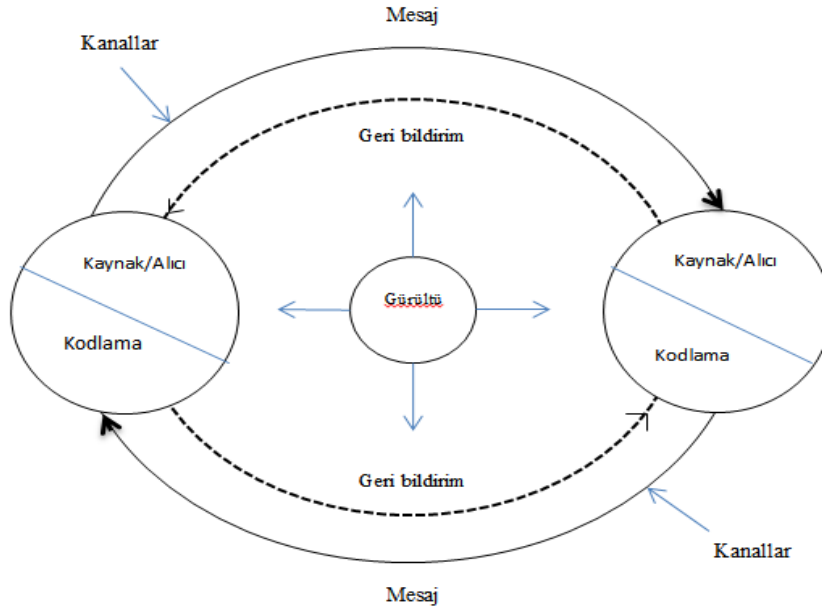 Mesaj
Kanallar
Geri bildirim
Kaynak/Alıcı
Kaynak/Alıcı
Gürültü
Kodlama
Kodlama
Geri bildirim
Kanallar
Mesaj